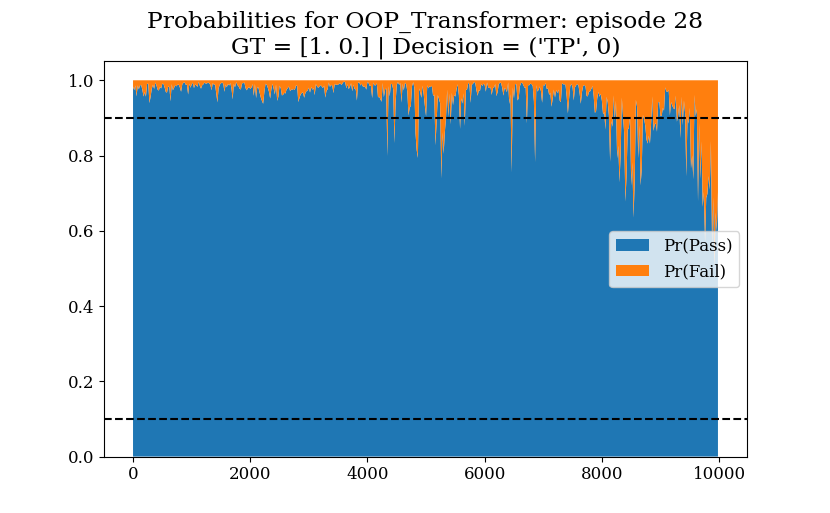 Probabilities for OOP_Transformer: episode 28
GT = [1. 0.] | Decision = ('TP', 0)
1.0
0.8
0.6
0.4
0.2
0.0
Pr(Pass)
Pr(Fail)
0 2000 4000 6000 8000 10000